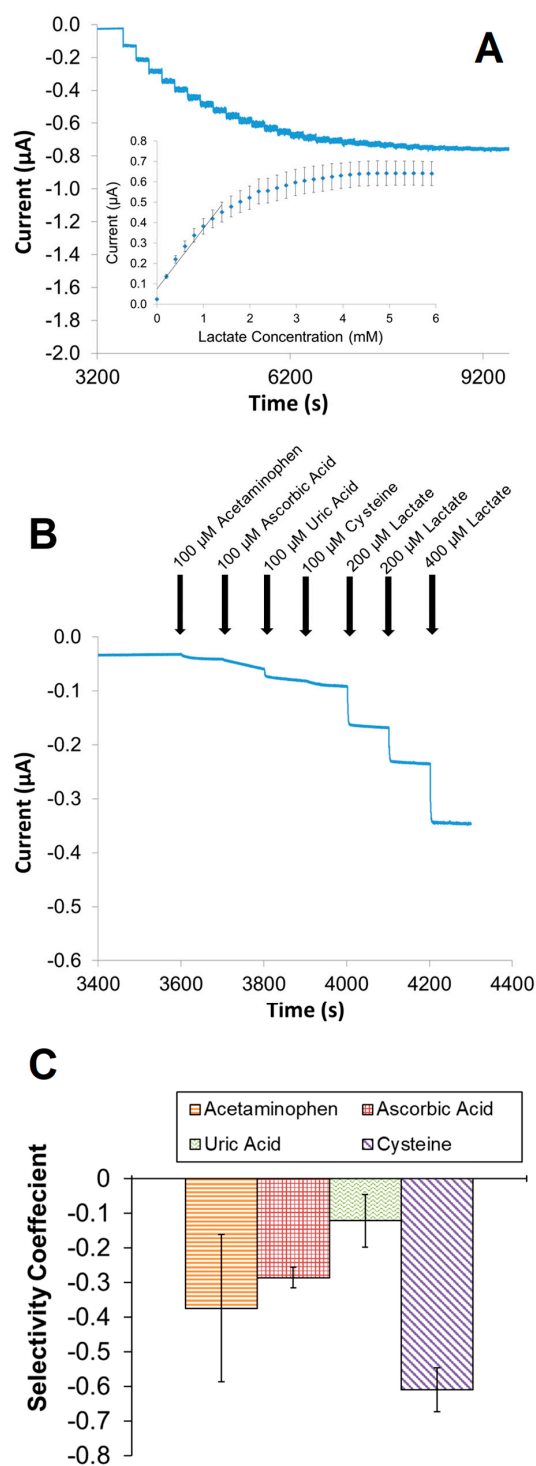 A
0.0
-0.2
-0.4
-0.6
-0.8
-1.0
-1.2
-1.4
-1.6
-1.8
-2.0
Current (µA)
3200 6200 9200
Time (s)
0.8
0.7
0.6
0.5
0.4
0.3
0.2
0.1
0.0
Current (µA)
0 1 2 3 4 5 6
Lactate Concentration (mM)
B
100 µM Acetaminophen
100 µM Ascorbic Acid
100 µM Uric Acid
100 µM Cysteine
200 µM Lactate
200 µM Lactate
400 µM Lactate
0.0
-0.1
-0.2
-0.3
-0.4
-0.5
-0.6
Current (µA)
3400 3600 3800 4000 4200 4400
Time (s)
C
Acetaminophen Ascorbic Acid
Uric Acid Cysteine
0
-0.1
-0.2
-0.3
-0.4
-0.5
-0.6
-0.7
-0.8
Selectivity Coeffecient